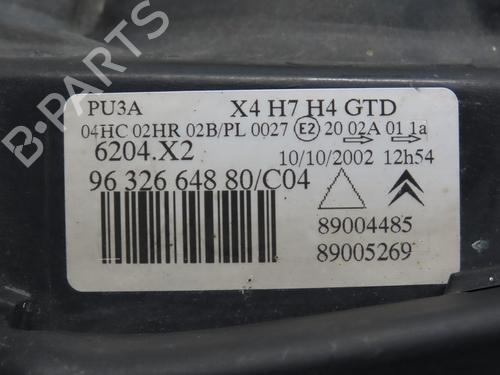 B-PARTS
PU3A X4 H7 H4 GTD
04HC 02HR 02B/PL 0027 E2 20 02A 01 1a
6204.X2 10/10/2002 12h54
96 326 648 80/C04
89004485
89005269